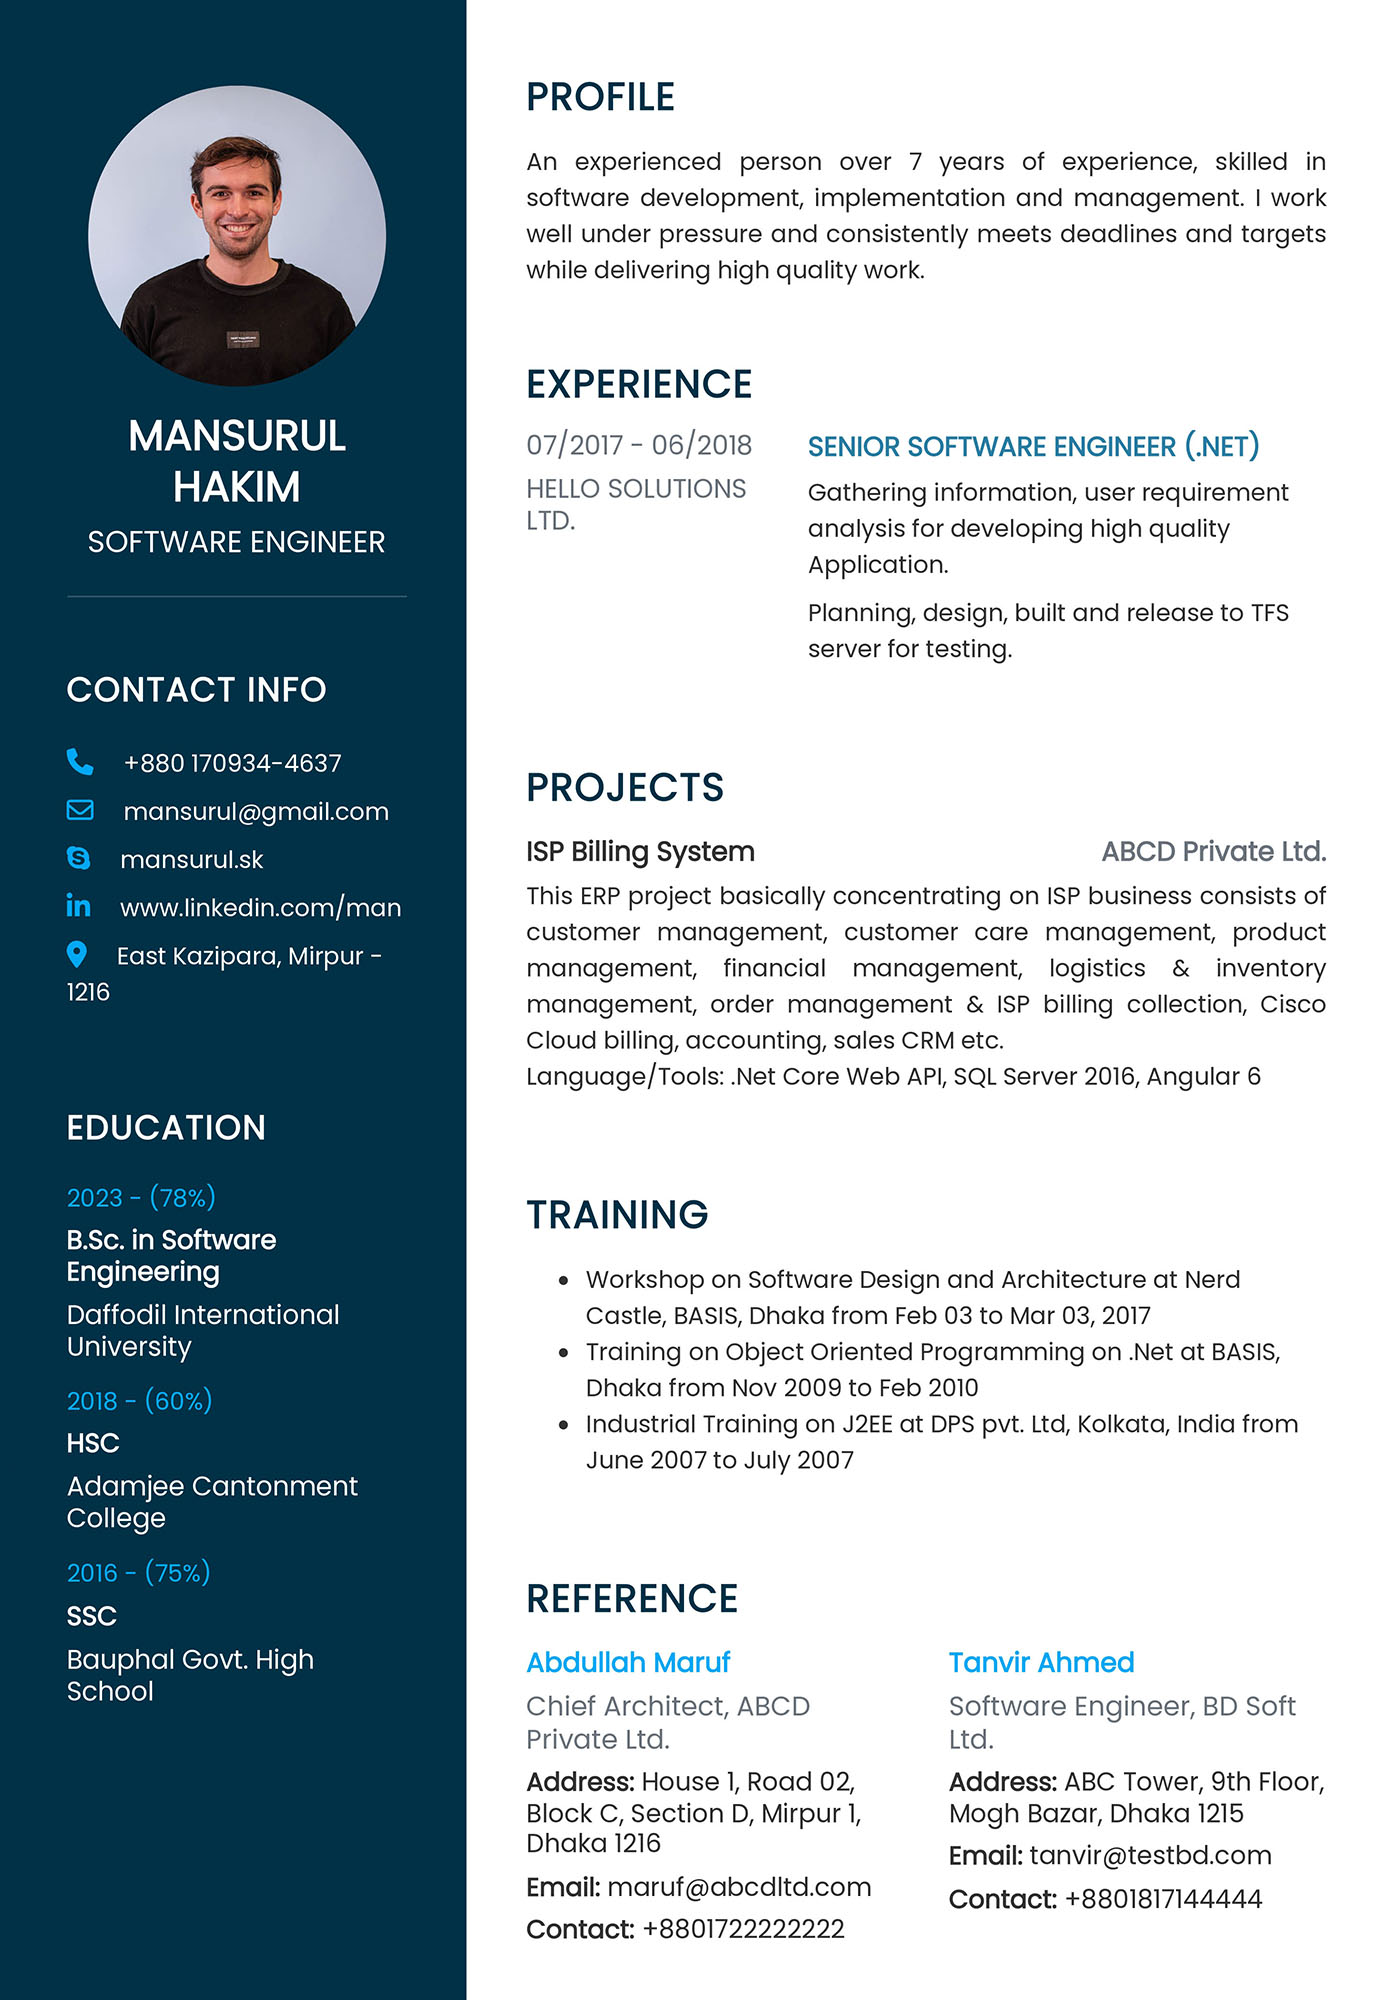 MANSURUL
HAKIM
SOFTWARE ENGINEER
CONTACT INFO
+880 170934-4637
mansurul@gmail.com
mansurul.sk
www.linkedin.com/man
East Kazipara, Mirpur -
1216
EDUCATION
2023 - (78%)
B.Sc. in Software
Engineering
Daffodil International
University
2018 - (60%)
HSC
Adamjee Cantonment
College
2016 - (75%)
SSC
Bauphal Govt. High
School
PROFILE
An experienced person over 7 years of experience, skilled in
software development, implementation and management. I work
well under pressure and consistently meets deadlines and targets
while delivering high quality work.
EXPERIENCE
07/2017 - 06/2018
HELLO SOLUTIONS
LTD.
SENIOR SOFTWARE ENGINEER (.NET)
Gathering information, user requirement
analysis for developing high quality
Application.
Planning, design, built and release to TFS
server for testing.
PROJECTS
ISP Billing System
ABCD Private Ltd.
This ERP project basically concentrating on ISP business consists of
customer management, customer care management, product
management, financial management, logistics & inventory
management, order management & ISP billing collection, Cisco
Cloud billing, accounting, sales CRM etc.
Language/Tools: .Net Core Web API, SQL Server 2016, Angular 6
TRAINING
• Workshop on Software Design and Architecture at Nerd
Castle, BASIS, Dhaka from Feb 03 to Mar 03, 2017
• Training on Object Oriented Programming on .Net at BASIS,
Dhaka from Nov 2009 to Feb 2010
• Industrial Training on J2EE at DPS pvt. Ltd, Kolkata, India from
June 2007 to July 2007
REFERENCE
Abdullah Maruf
Chief Architect, ABCD
Private Ltd.
Address: House 1, Road 02,
Block C, Section D, Mirpur 1,
Dhaka 1216
Email: maruf@abcdltd.com
Contact: +8801722222222
Tanvir Ahmed
Software Engineer, BD Soft
Ltd.
Address: ABC Tower, 9th Floor,
Mogh Bazar, Dhaka 1215
Email: tanvir@testbd.com
Contact: +8801817144444